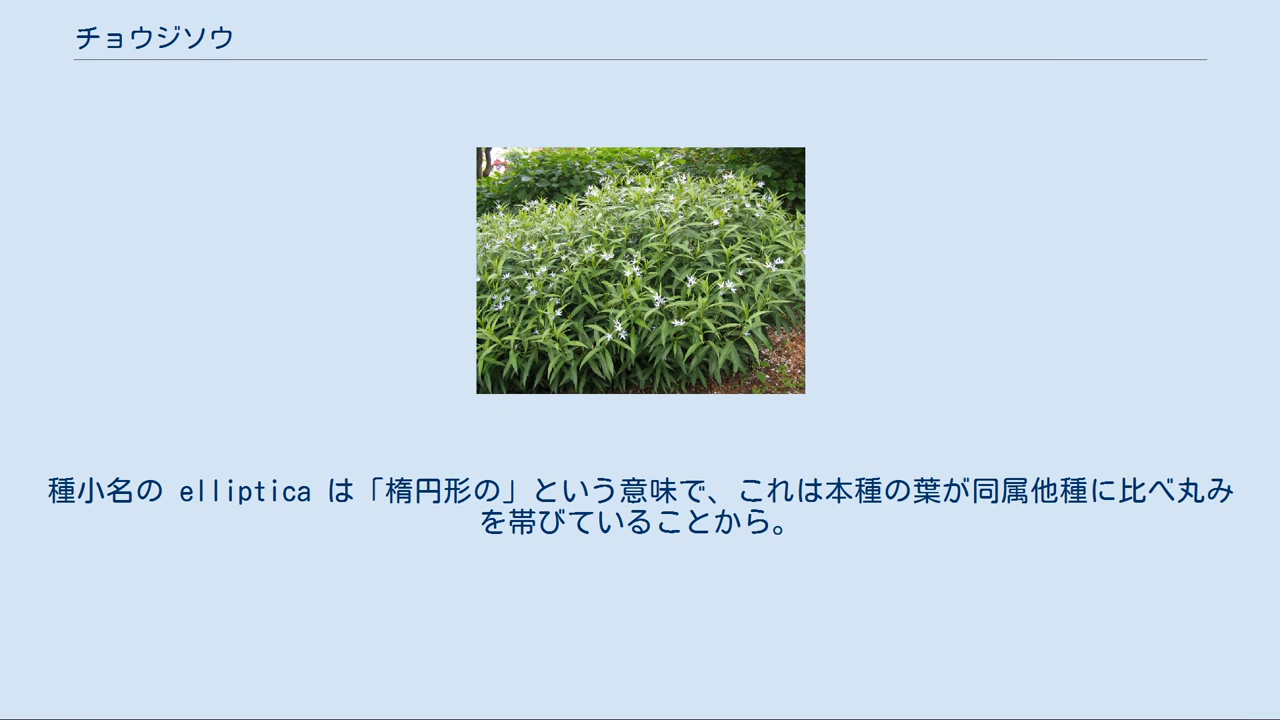 チョウジソウ
種小名の elliptica は「楕円形の」という意味で、これは本種の葉が同属他種に比べ丸み
を帯びていることから。